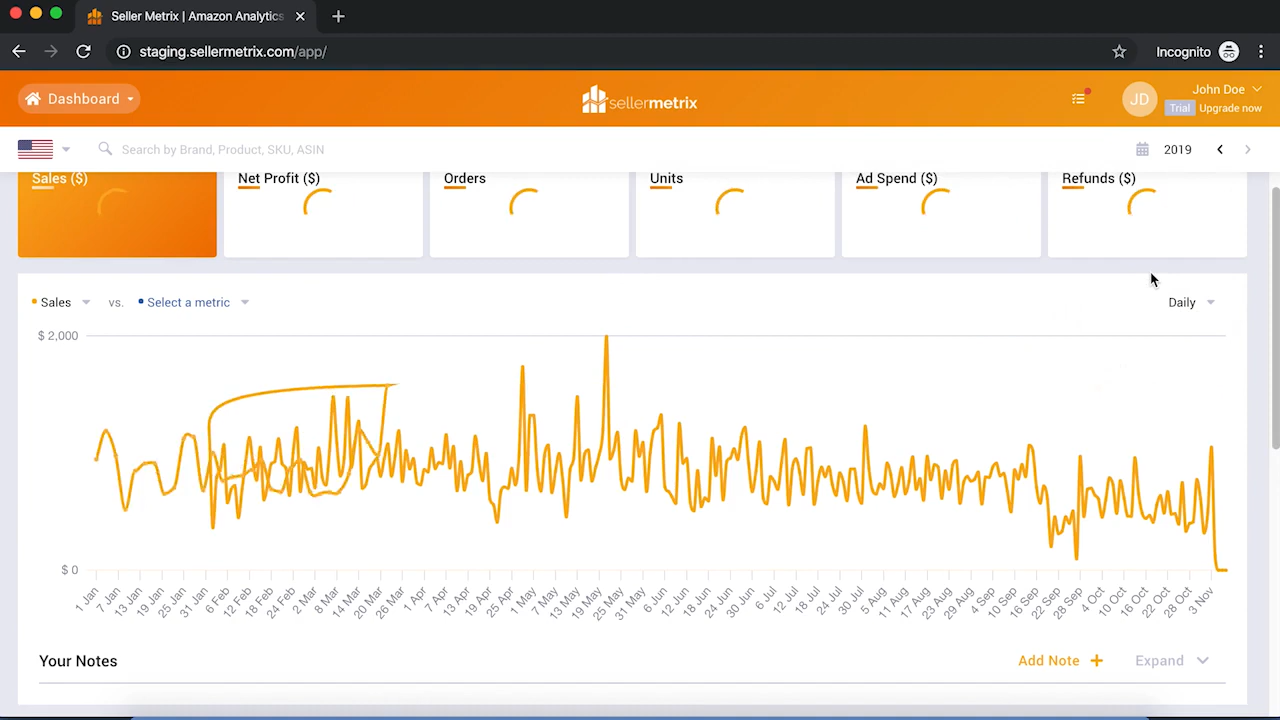 Seller Metrix | Amazon Analytics
staging.sellermetrix.com/app/
Incognito
Dashboard
sellermetrix
JD
John Doe
Trial Upgrade now
Search by Brand, Product, SKU, ASIN
2019
Sales ($)
Net Profit ($)
Orders
Units
Ad Spend ($)
Refunds ($)
Sales vs. Select a metric
Daily
$ 2,000
$ 0
1 Jan
7 Jan
13 Jan
19 Jan
25 Jan
31 Jan
6 Feb
12 Feb
18 Feb
24 Feb
2 Mar
8 Mar
14 Mar
20 Mar
26 Mar
1 Apr
7 Apr
13 Apr
19 Apr
25 Apr
1 May
7 May
13 May
19 May
25 May
31 May
6 Jun
12 Jun
18 Jun
24 Jun
30 Jun
6 Jul
12 Jul
18 Jul
24 Jul
30 Jul
5 Aug
11 Aug
17 Aug
23 Aug
29 Aug
4 Sep
10 Sep
16 Sep
22 Sep
28 Sep
4 Oct
10 Oct
16 Oct
22 Oct
28 Oct
3 Nov
Your Notes
Add Note +
Expand